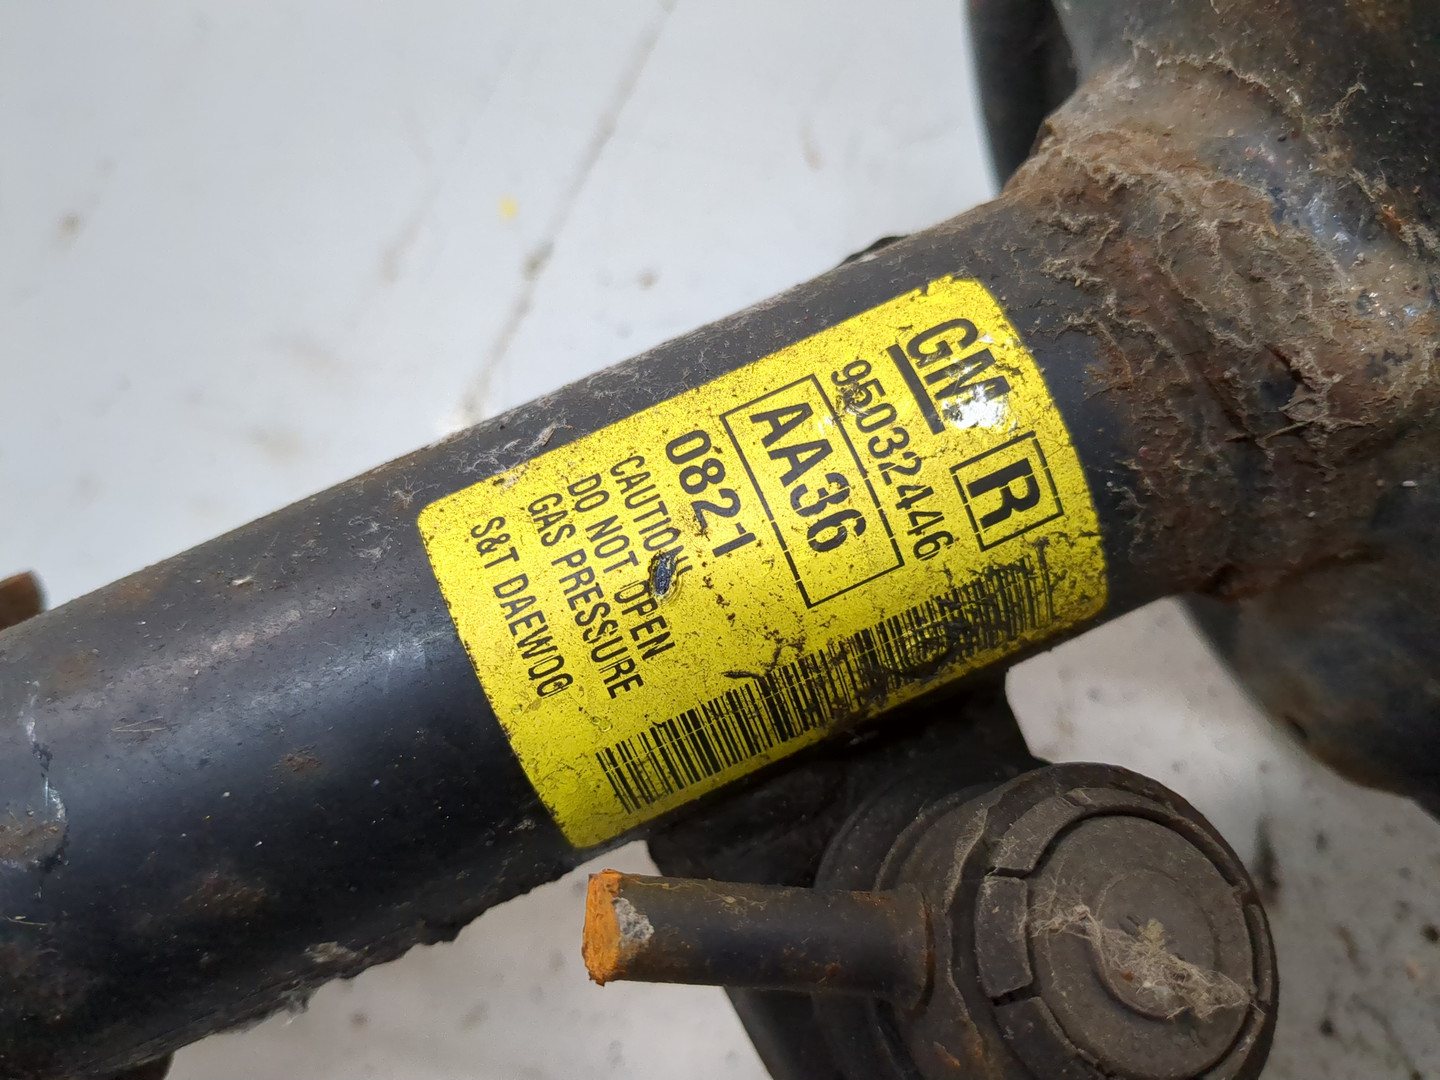 GM R
95032446
AA36
0821
CAUTION
DO NOT OPEN
GAS PRESSURE
S&T DAEWOO